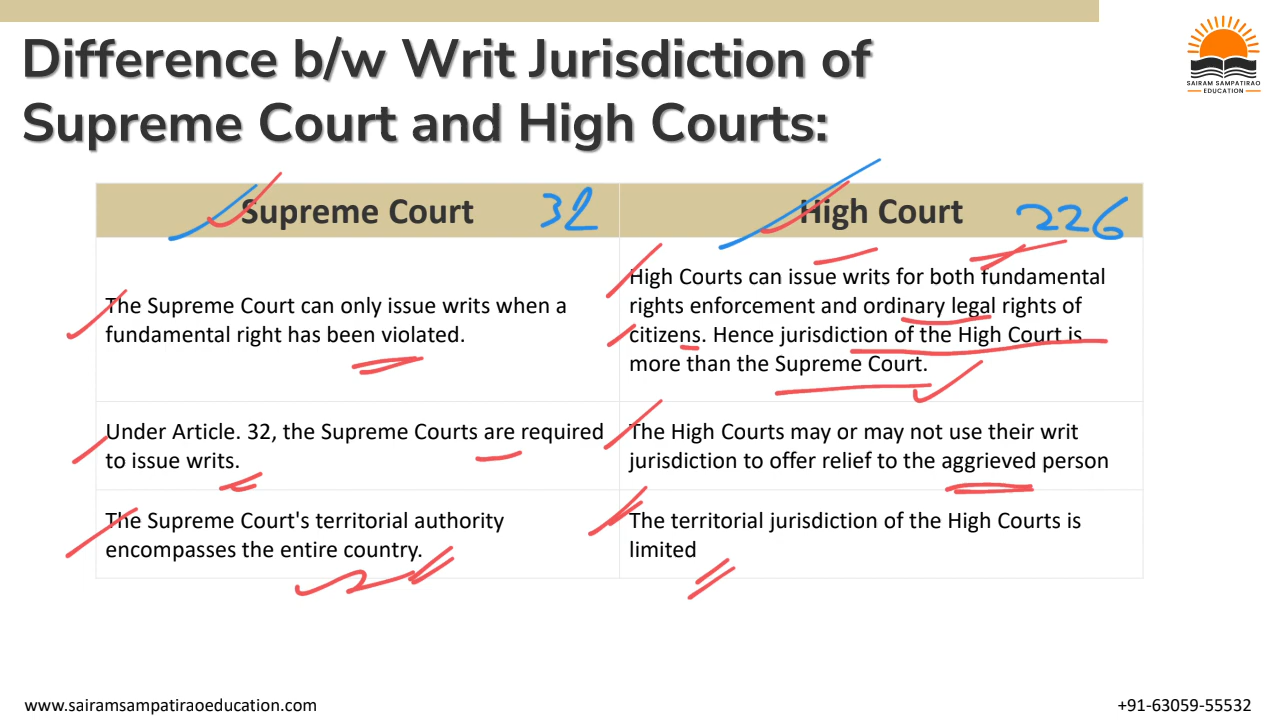 Difference b/w Writ Jurisdiction of
Supreme Court and High Courts:
SAIRAM SAMPATIRAO
EDUCATION
Supreme Court 32
High Court 226
The Supreme Court can only issue writs when a
fundamental right has been violated.
High Courts can issue writs for both fundamental
rights enforcement and ordinary legal rights of
citizens. Hence jurisdiction of the High Court is
more than the Supreme Court.
Under Article. 32, the Supreme Courts are required
to issue writs.
The High Courts may or may not use their writ
jurisdiction to offer relief to the aggrieved person
The Supreme Court's territorial authority
encompasses the entire country.
The territorial jurisdiction of the High Courts is
limited
www.sairamsampatiraoeducation.com
+91-63059-55532